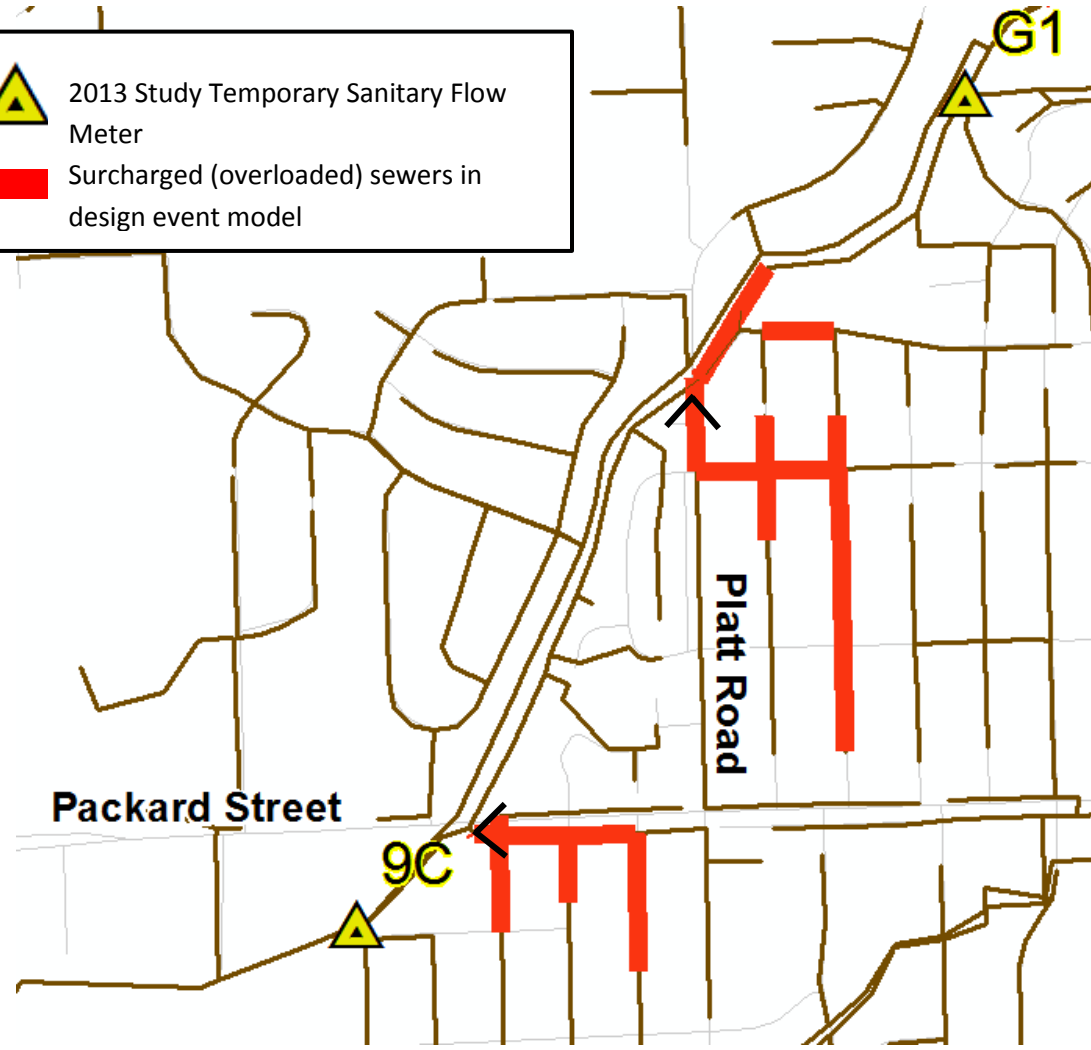 G1
2013 Study Temporary Sanitary Flow
Meter
Surcharged (overloaded) sewers in
design event model
Platt Road
Packard Street
9C